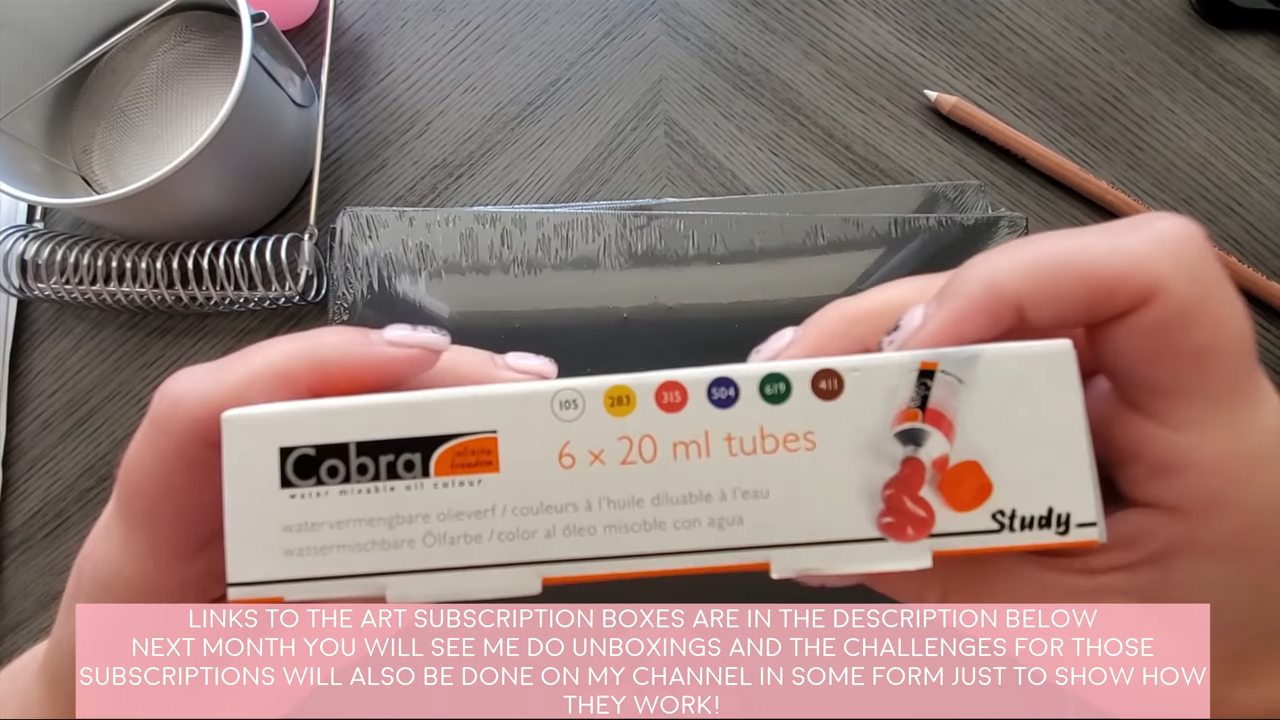 105 283 315 504 619 411
6 x 20 ml tubes
Cobra
infinite
freedom
water mixable oil colour
watervermengbare olieverf / couleurs à l'huile diluable à l'eau
wassermischbare Ölfarbe / color al óleo miscible con agua
Study
LINKS TO THE ART SUBSCRIPTION BOXES ARE IN THE DESCRIPTION BELOW
NEXT MONTH YOU WILL SEE ME DO UNBOXINGS AND THE CHALLENGES FOR THOSE
SUBSCRIPTIONS WILL ALSO BE DONE ON MY CHANNEL IN SOME FORM JUST TO SHOW HOW
THEY WORK!